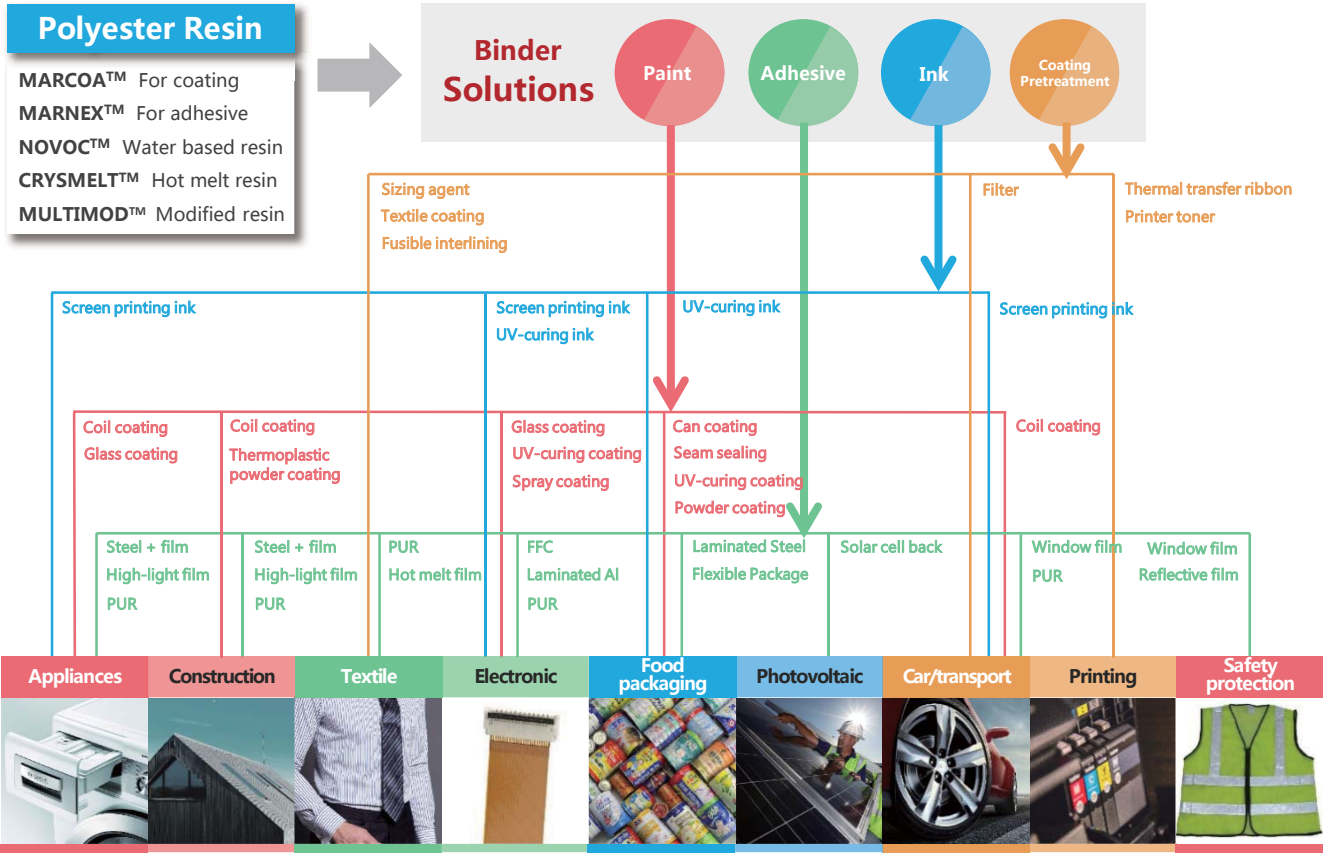 Polyester Resin
MARCOA™ For coating
MARNEX™ For adhesive
NOVOC™ Water based resin
CRYSMELT™ Hot melt resin
MULTIMOD™ Modified resin
Binder
Solutions
Paint
Adhesive
Ink
Coating
Pretreatment
Sizing agent
Textile coating
Fusible interlining
Filter
Thermal transfer ribbon
Printer toner
Screen printing ink
Screen printing ink
UV-curing ink
UV-curing ink
Screen printing ink
Coil coating
Glass coating
Coil coating
Thermoplastic
powder coating
Glass coating
UV-curing coating
Spray coating
Can coating
Seam sealing
UV-curing coating
Powder coating
Coil coating
Steel + film
High-light film
PUR
Steel + film
High-light film
PUR
PUR
Hot melt film
FFC
Laminated Al
PUR
Laminated Steel
Flexible Package
Solar cell back
Window film
PUR
Window film
Reflective film
Appliances
Construction
Textile
Electronic
Food
packaging
Photovoltaic
Car/transport
Printing
Safety
protection